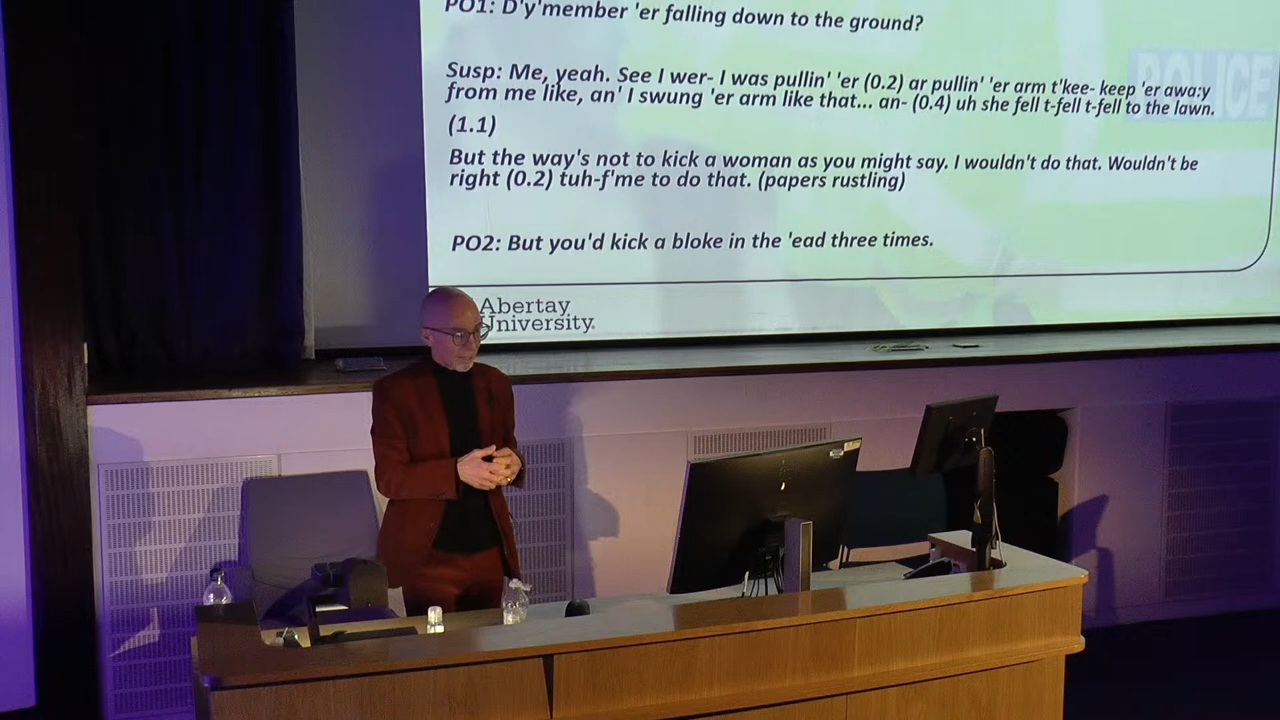 PO1: D'y'member 'er falling down to the ground?
Susp: Me, yeah. See I wer- I was pullin' 'er (0.2) ar pullin' 'er arm t'kee- keep 'er awa:y
from me like, an' I swung 'er arm like that... an- (0.4) uh she fell t-fell t-fell to the lawn.
(1.1)
But the way's not to kick a woman as you might say. I wouldn't do that. Wouldn't be
right (0.2) tuh-f'me to do that. (papers rustling)
PO2: But you'd kick a bloke in the 'ead three times.
POLICE
Abertay
University.